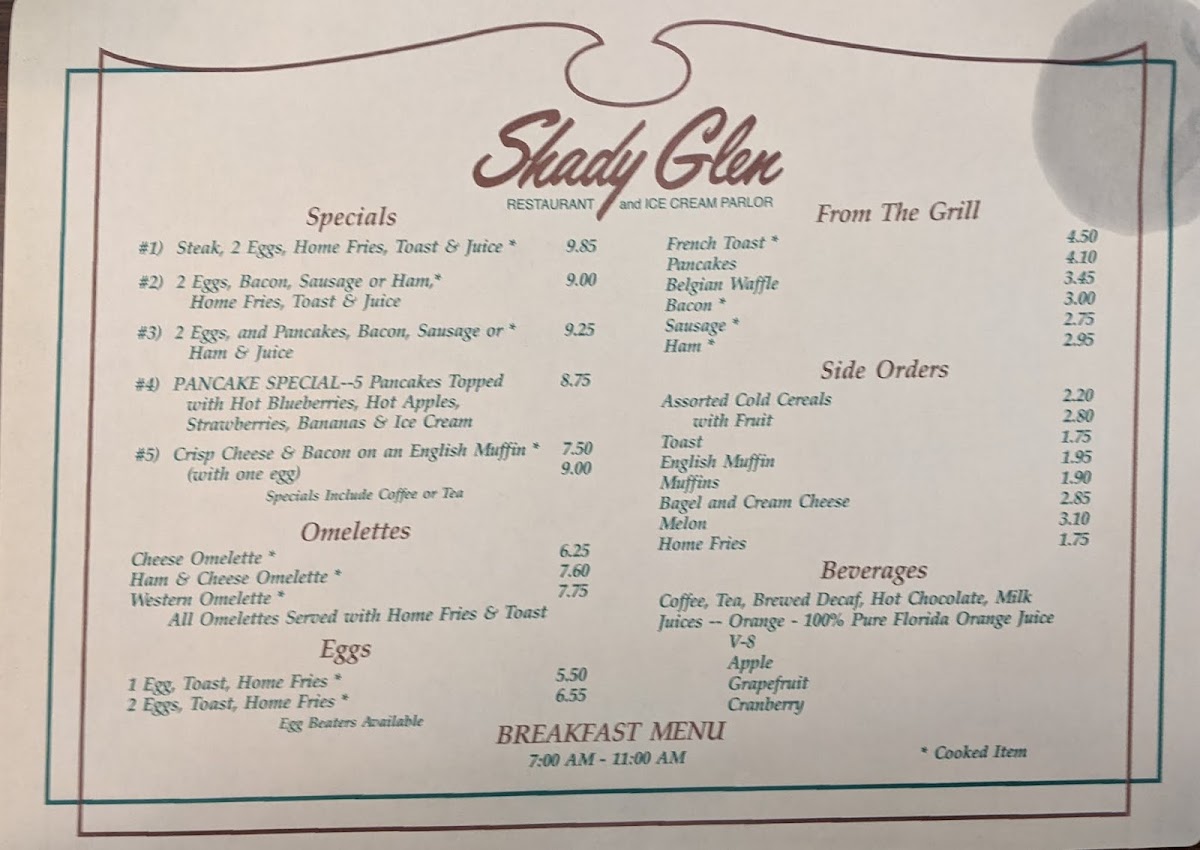 Shady Glen
RESTAURANT and ICE CREAM PARLOR
Specials
#1) Steak, 2 Eggs, Home Fries, Toast & Juice * 9.85
#2) 2 Eggs, Bacon, Sausage or Ham,* 9.00
Home Fries, Toast & Juice
#3) 2 Eggs, and Pancakes, Bacon, Sausage or * 9.25
Ham & Juice
#4) PANCAKE SPECIAL--5 Pancakes Topped 8.75
with Hot Blueberries, Hot Apples,
Strawberries, Bananas & Ice Cream
#5) Crisp Cheese & Bacon on an English Muffin * 7.50
(with one egg) 9.00
Specials Include Coffee or Tea
Omelettes
Cheese Omelette * 6.25
Ham & Cheese Omelette * 7.60
Western Omelette * 7.75
All Omelettes Served with Home Fries & Toast
Eggs
1 Egg, Toast, Home Fries * 5.50
2 Eggs, Toast, Home Fries * 6.55
Egg Beaters Available
From The Grill
French Toast * 4.50
Pancakes 4.10
Belgian Waffle 3.45
Bacon * 3.00
Sausage * 2.75
Ham * 2.95
Side Orders
Assorted Cold Cereals 2.20
with Fruit 2.80
Toast 1.75
English Muffin 1.95
Muffins 1.90
Bagel and Cream Cheese 2.85
Melon 3.10
Home Fries 1.75
Beverages
Coffee, Tea, Brewed Decaf, Hot Chocolate, Milk
Juices -- Orange - 100% Pure Florida Orange Juice
V-8
Apple
Grapefruit
Cranberry
BREAKFAST MENU
7:00 AM - 11:00 AM
* Cooked Item